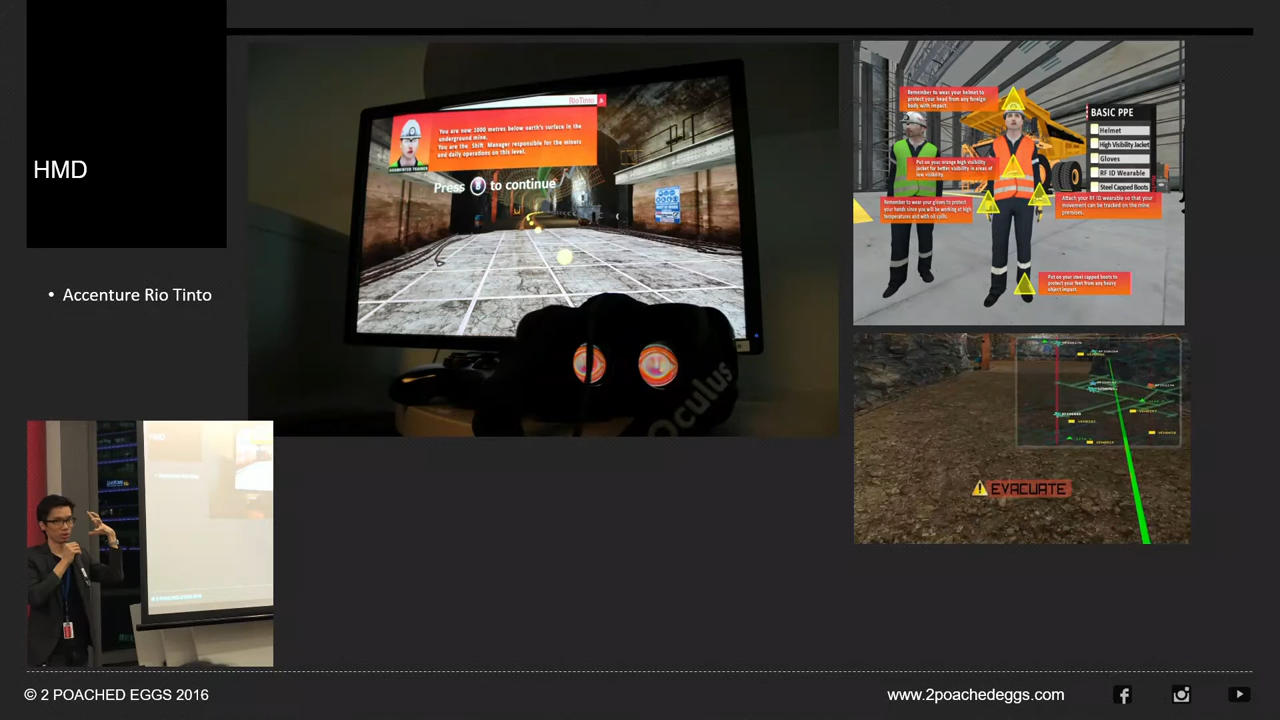 HMD
• Accenture Rio Tinto
RioTinto
You are now 1000 metres below earth's surface in the
underground mine.
You are the Shift Manager responsible for the miners
and daily operations on this level.
Press to continue
Oculus
Remember to wear your helmet to
protect your head from any foreign
body with impact.
Put on your orange high visibility
jacket for better visibility in areas of
low visibility.
Remember to wear your gloves to protect
your hands since you will be working at high
temperatures and with oil spills.
BASIC PPE
Helmet
High Visibility Jacket
Gloves
RF ID Wearable
Steel Capped Boots
Attach your RF ID wearable so that your
movement can be tracked on the mine
premises.
Put on your steel capped boots to
protect your feet from any heavy
object impact.
EVACUATE
© 2 POACHED EGGS 2016
www.2poachedeggs.com